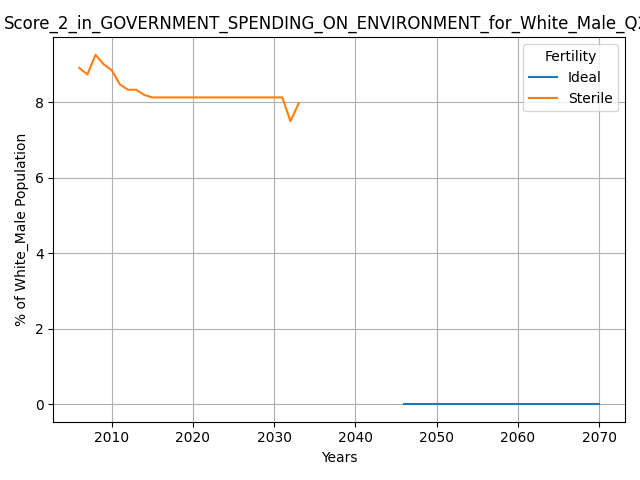 Score_2_in_GOVERNMENT_SPENDING_ON_ENVIRONMENT_for_White_Male_Q
Fertility
Ideal
Sterile
% of White_Male Population
8
6
4
2
0
2010 2020 2030 2040 2050 2060 2070
Years